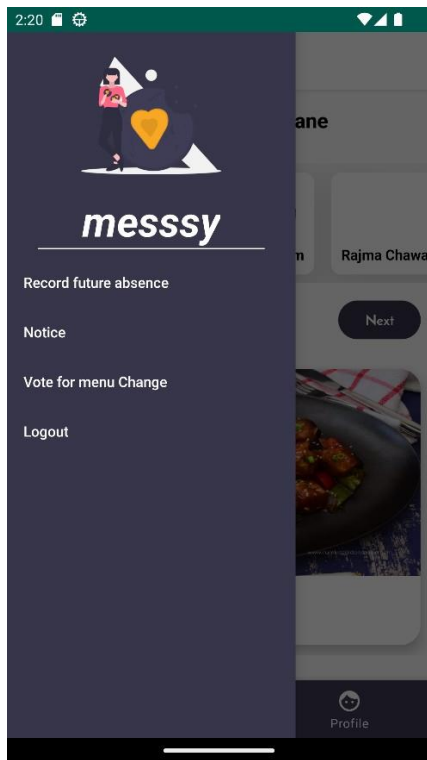 2:20
messsy
ane
m
Rajma Chawa
Record future absence
Notice
Next
Vote for menu Change
Logout
Profile